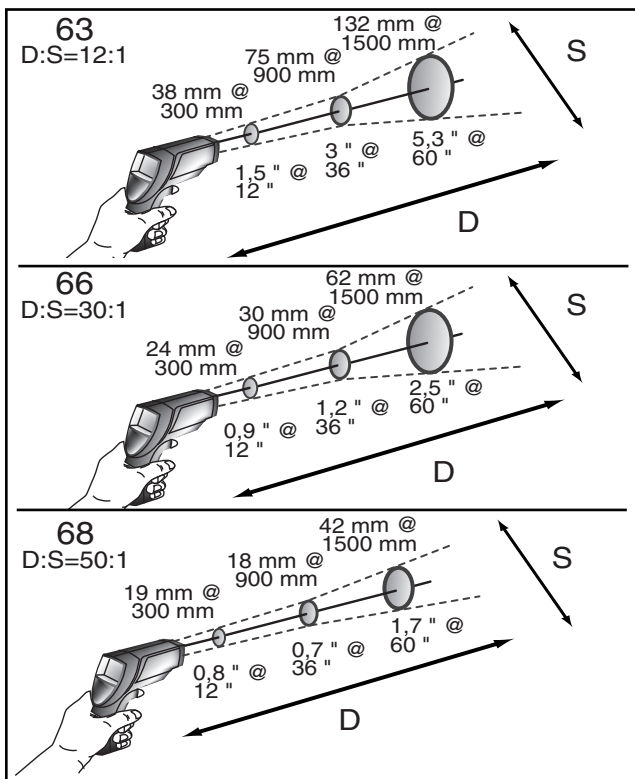 63
D:S=12:1
38 mm @
300 mm
75 mm @
900 mm
132 mm @
1500 mm
S
1,5 " @
12 "
3 " @
36 "
5,3 " @
60 "
D
66
D:S=30:1
24 mm @
300 mm
30 mm @
900 mm
62 mm @
1500 mm
S
0,9 " @
12 "
1,2 " @
36 "
2,5 " @
60 "
D
68
D:S=50:1
19 mm @
300 mm
18 mm @
900 mm
42 mm @
1500 mm
S
0,8 " @
12 "
0,7 " @
36 "
1,7 " @
60 "
D